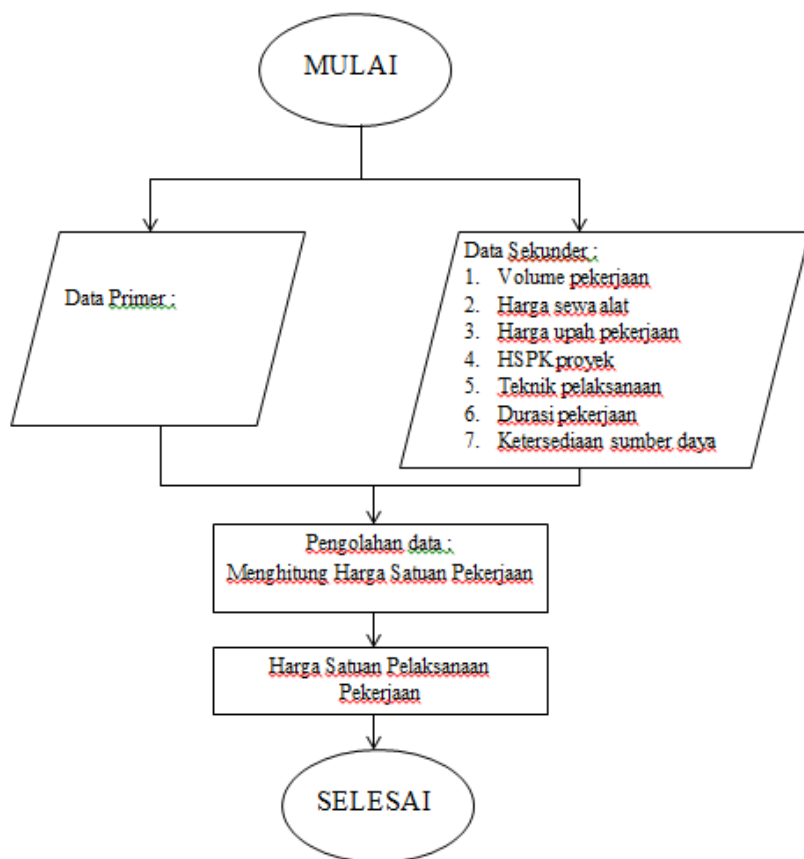 MULAI
Data Primer :
Data Sekunder :
1. Volume pekerjaan
2. Harga sewa alat
3. Harga upah pekerjaan
4. HSPK proyek
5. Teknik pelaksanaan
6. Durasi pekerjaan
7. Ketersediaan sumber daya
Pengolahan data :
Menghitung Harga Satuan Pekerjaan
Harga Satuan Pelaksanaan
Pekerjaan
SELESAI